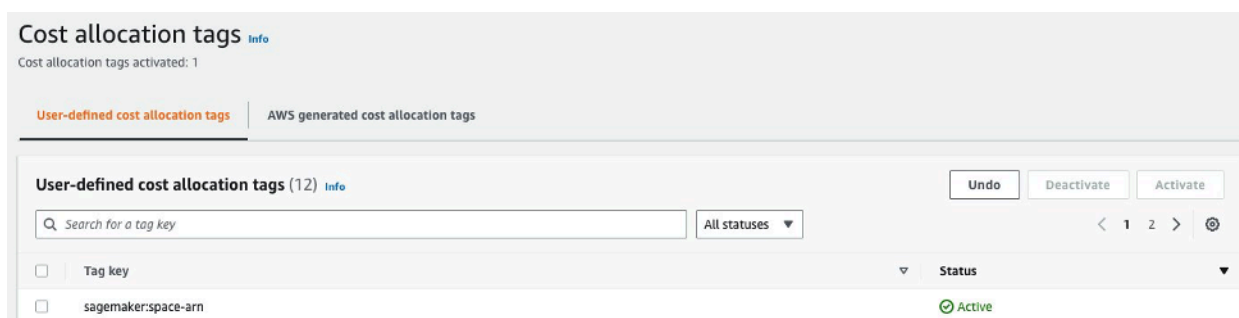 Cost allocation tags Info
Cost allocation tags activated: 1
User-defined cost allocation tags AWS generated cost allocation tags
User-defined cost allocation tags (12) Info Undo Deactivate Activate
Search for a tag key All statuses 1 2
Tag key Status
sagemaker:space-arn Active